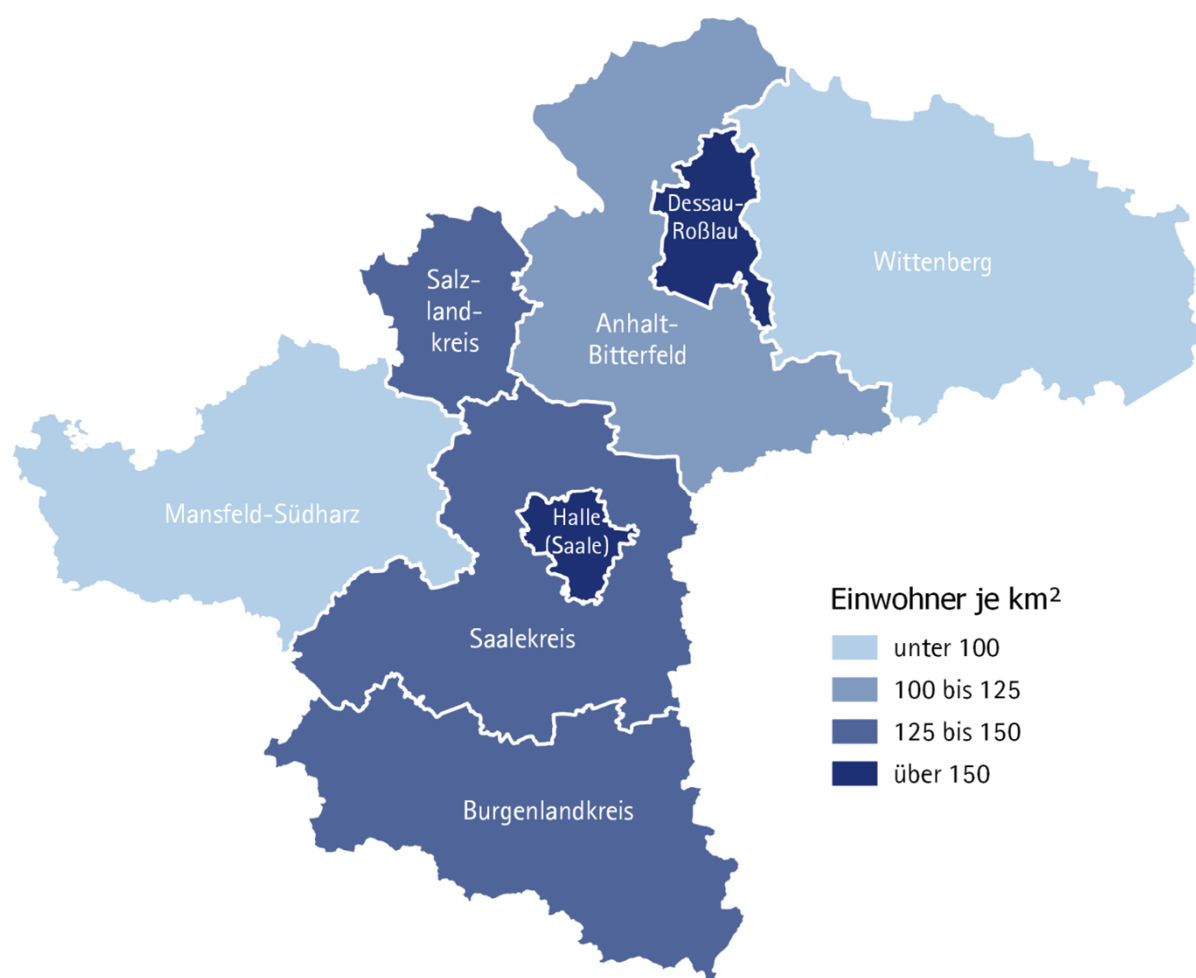 Dessau-
Roßlau
Wittenberg
Salz-
land-
kreis
Anhalt-
Bitterfeld
Mansfeld-Südharz
Halle
(Saale)
Saalekreis
Burgenlandkreis
Einwohner je km²
unter 100
100 bis 125
125 bis 150
über 150